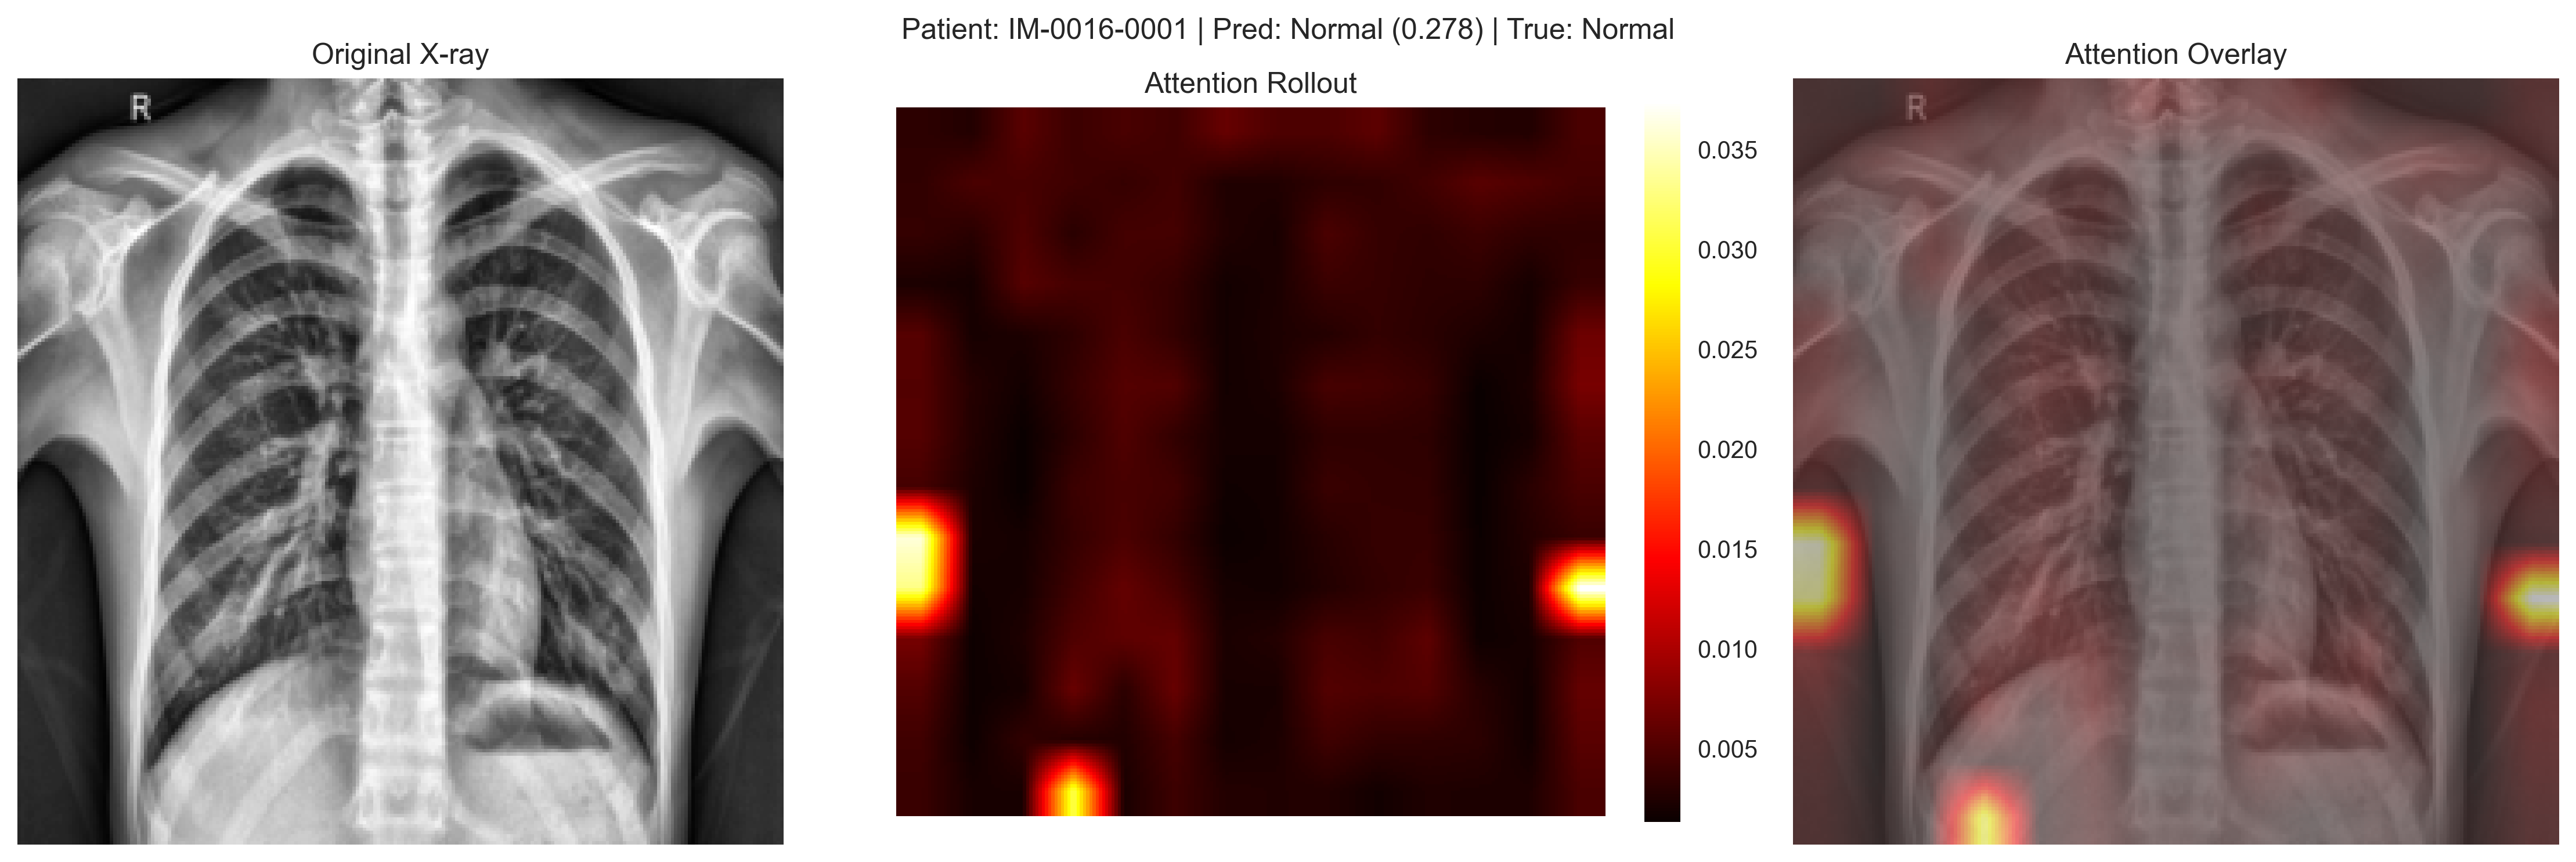 Patient: IM-0016-0001 | Pred: Normal (0.278) | True: Normal
Original X-ray
R
Attention Rollout
0.035
0.030
0.025
0.020
0.015
0.010
0.005
Attention Overlay
R